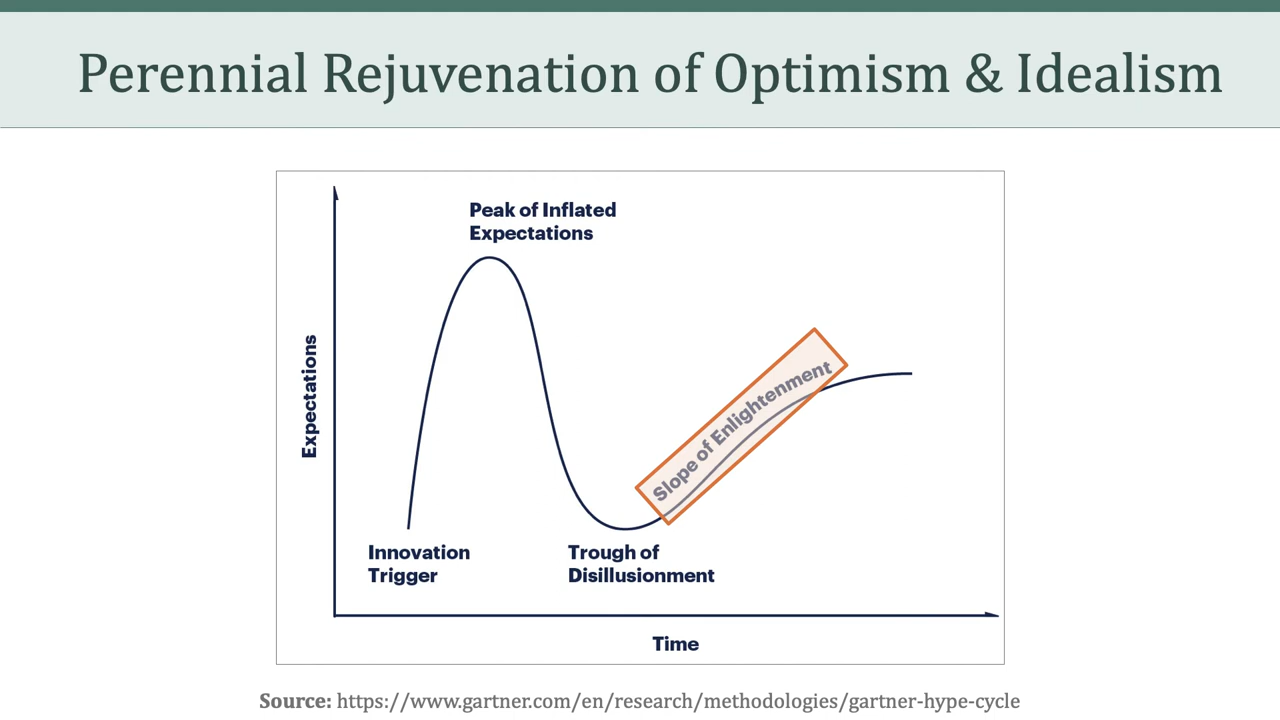 Perennial Rejuvenation of Optimism & Idealism
Peak of Inflated
Expectations
Expectations
Slope of Enlightenment
Innovation
Trigger
Trough of
Disillusionment
Time
Source: https://www.gartner.com/en/research/methodologies/gartner-hype-cycle